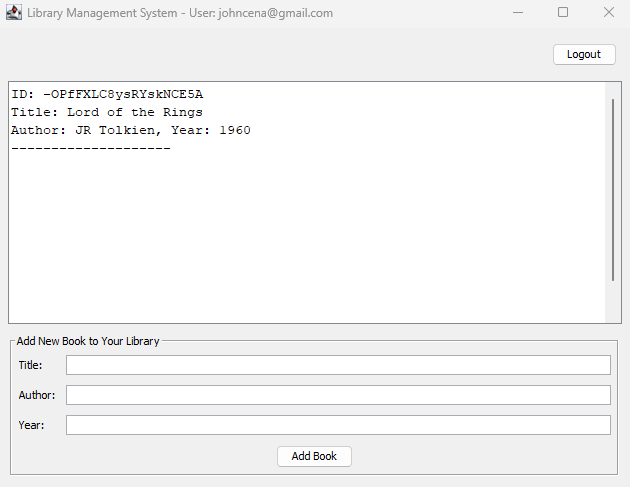 Library Management System - User: johncena@gmail.com
Logout
ID: -OPfFXLC8ysRYskNCE5A
Title: Lord of the Rings
Author: JR Tolkien, Year: 1960
--------------------
Add New Book to Your Library
Title:
Author:
Year:
Add Book